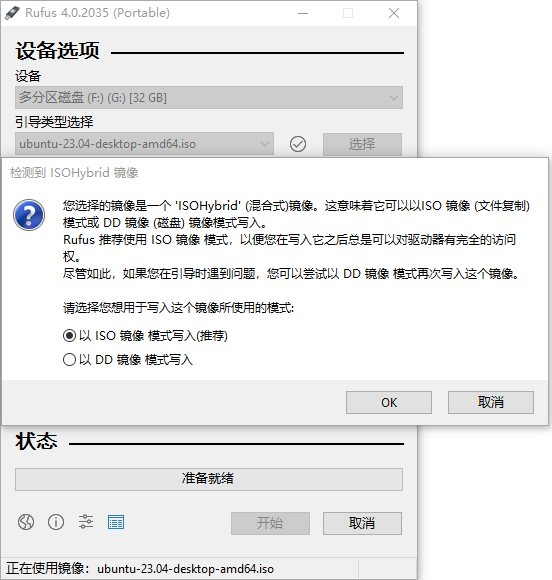 Rufus 4.0.2035 (Portable)
设备选项
设备
多分区磁盘 (F:) (G:) [32 GB]
引导类型选择
ubuntu-23.04-desktop-amd64.iso
选择
检测到 ISOHybrid 镜像
您选择的镜像是一个 'ISOHybrid' (混合式)镜像。这意味着它可以以ISO 镜像 (文件复制)
模式或 DD 镜像 (磁盘) 镜像模式写入。
Rufus 推荐使用 ISO 镜像 模式，以便您在写入它之后总是可以对驱动器有完全的访问
权。
尽管如此，如果您在引导时遇到问题，您可以尝试以 DD 镜像 模式再次写入这个镜像。
请选择您想用于写入这个镜像所使用的模式:
以 ISO 镜像 模式写入(推荐)
以 DD 镜像 模式写入
OK
取消
状态
准备就绪
开始
取消
正在使用镜像：ubuntu-23.04-desktop-amd64.iso